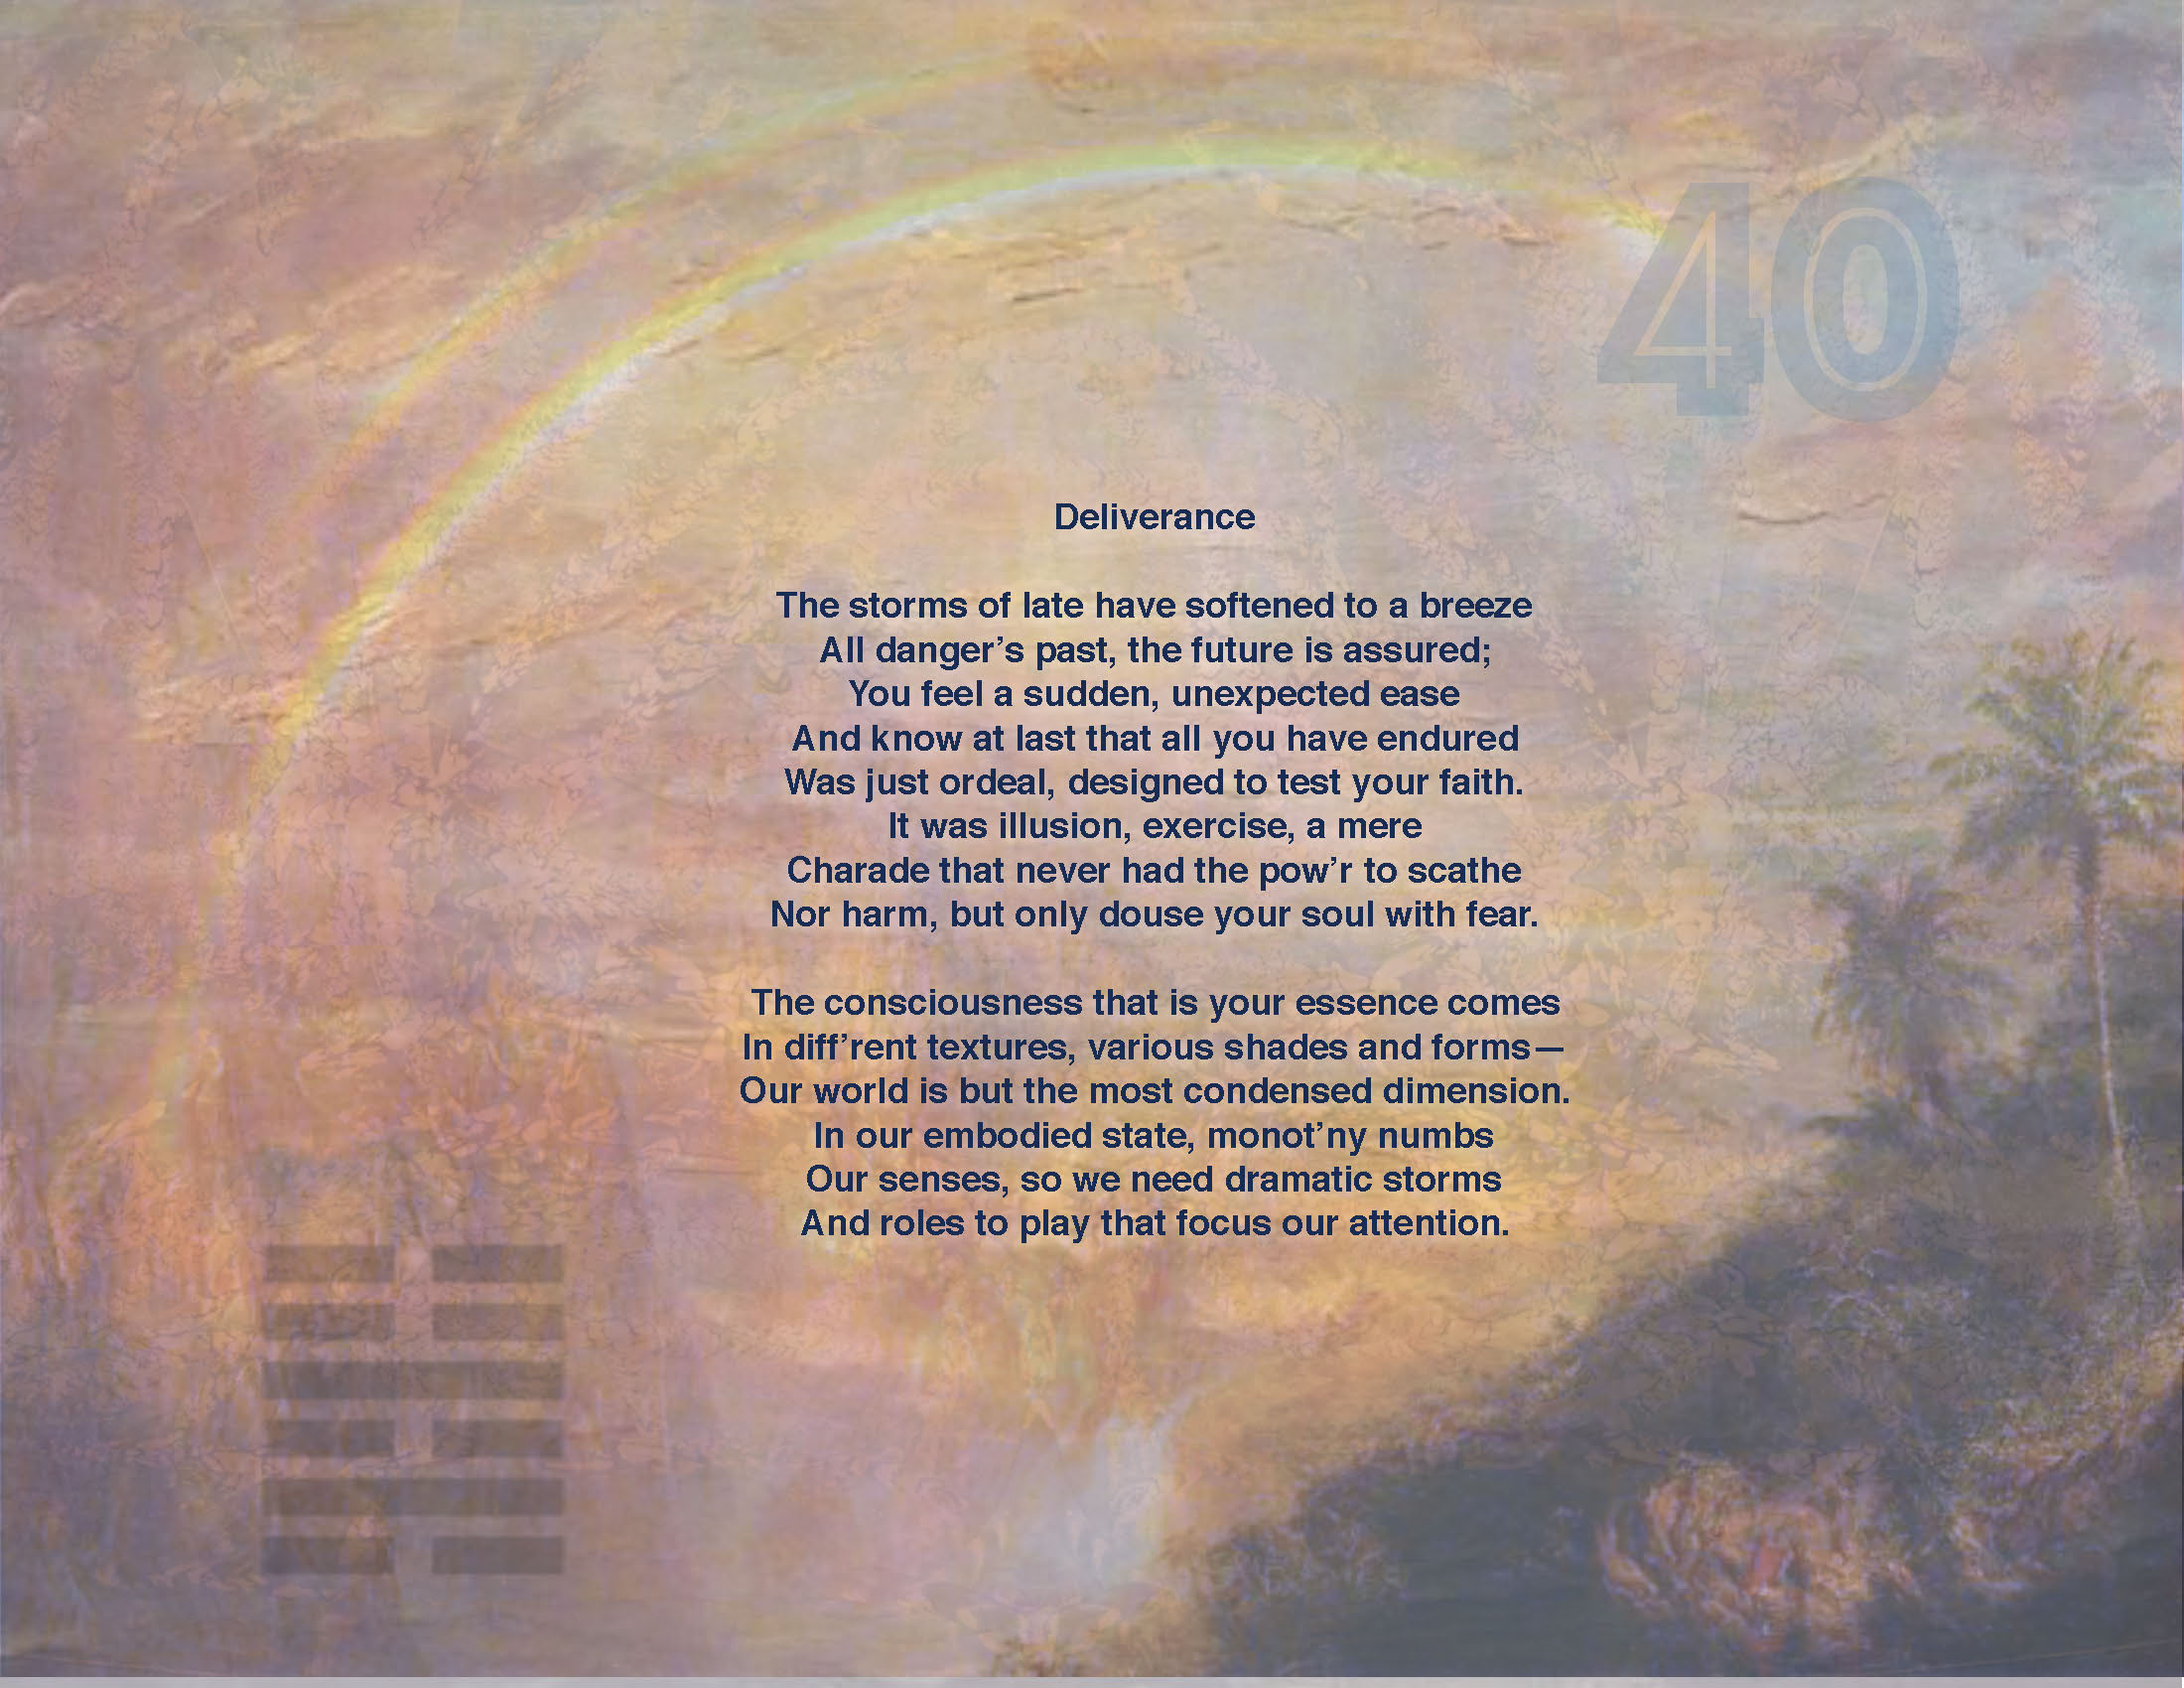 40
Deliverance
The storms of late have softened to a breeze
All danger’s past, the future is assured;
You feel a sudden, unexpected ease
And know at last that all you have endured
Was just ordeal, designed to test your faith.
It was illusion, exercise, a mere
Charade that never had the pow’r to scathe
Nor harm, but only douse your soul with fear.
The consciousness that is your essence comes
In diff’rent textures, various shades and forms—
Our world is but the most condensed dimension.
In our embodied state, monot’ny numbs
Our senses, so we need dramatic storms
And roles to play that focus our attention.